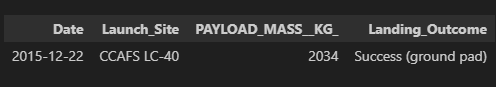 Date Launch_Site PAYLOAD_MASS__KG_ Landing_Outcome
2015-12-22 CCAFS LC-40 2034 Success (ground pad)